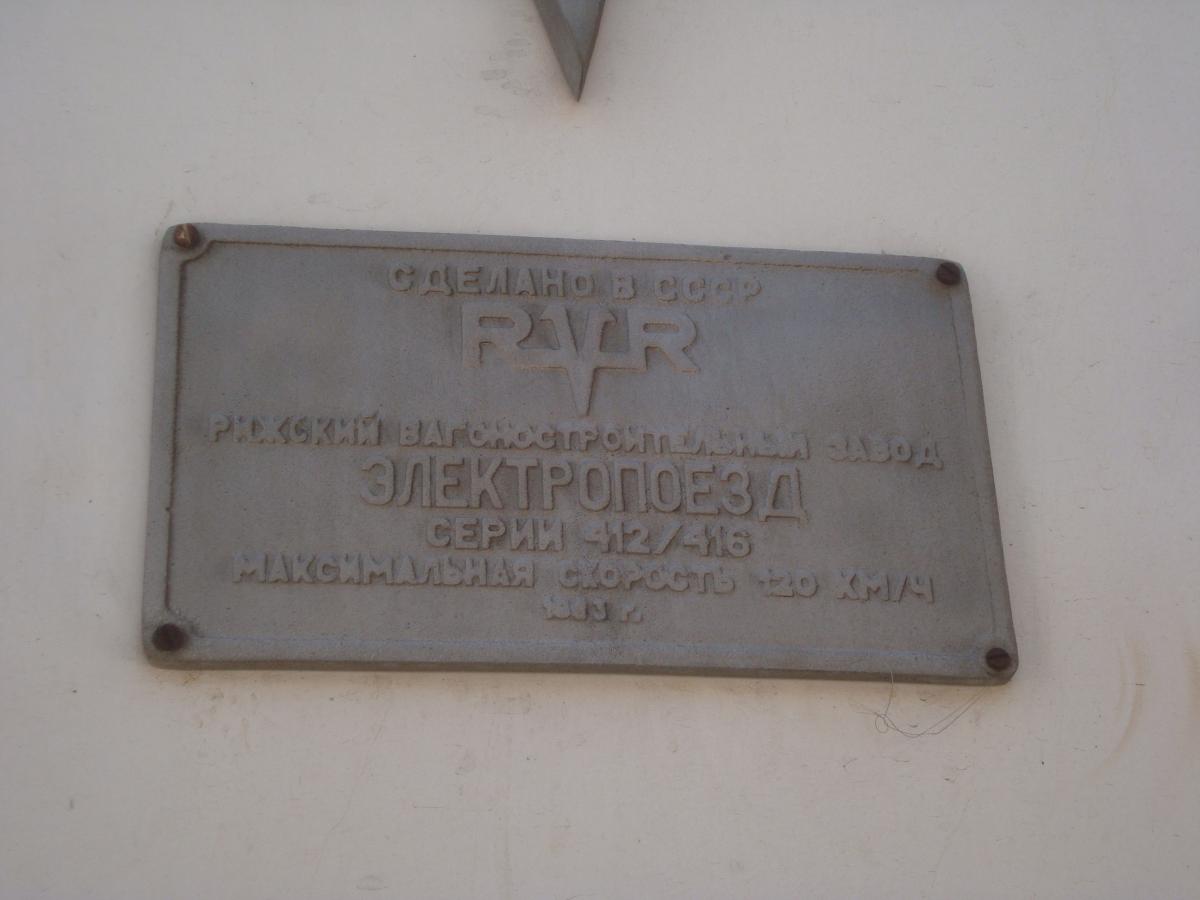 СДЕЛАНО В СССР
RVR
РИЖСКИЙ ВАГОНОСТРОИТЕЛЬНЫЙ ЗАВОД
ЭЛЕКТРОПОЕЗД
СЕРИИ 412/416
МАКСИМАЛЬНАЯ СКОРОСТЬ 120 КМ/Ч
г.